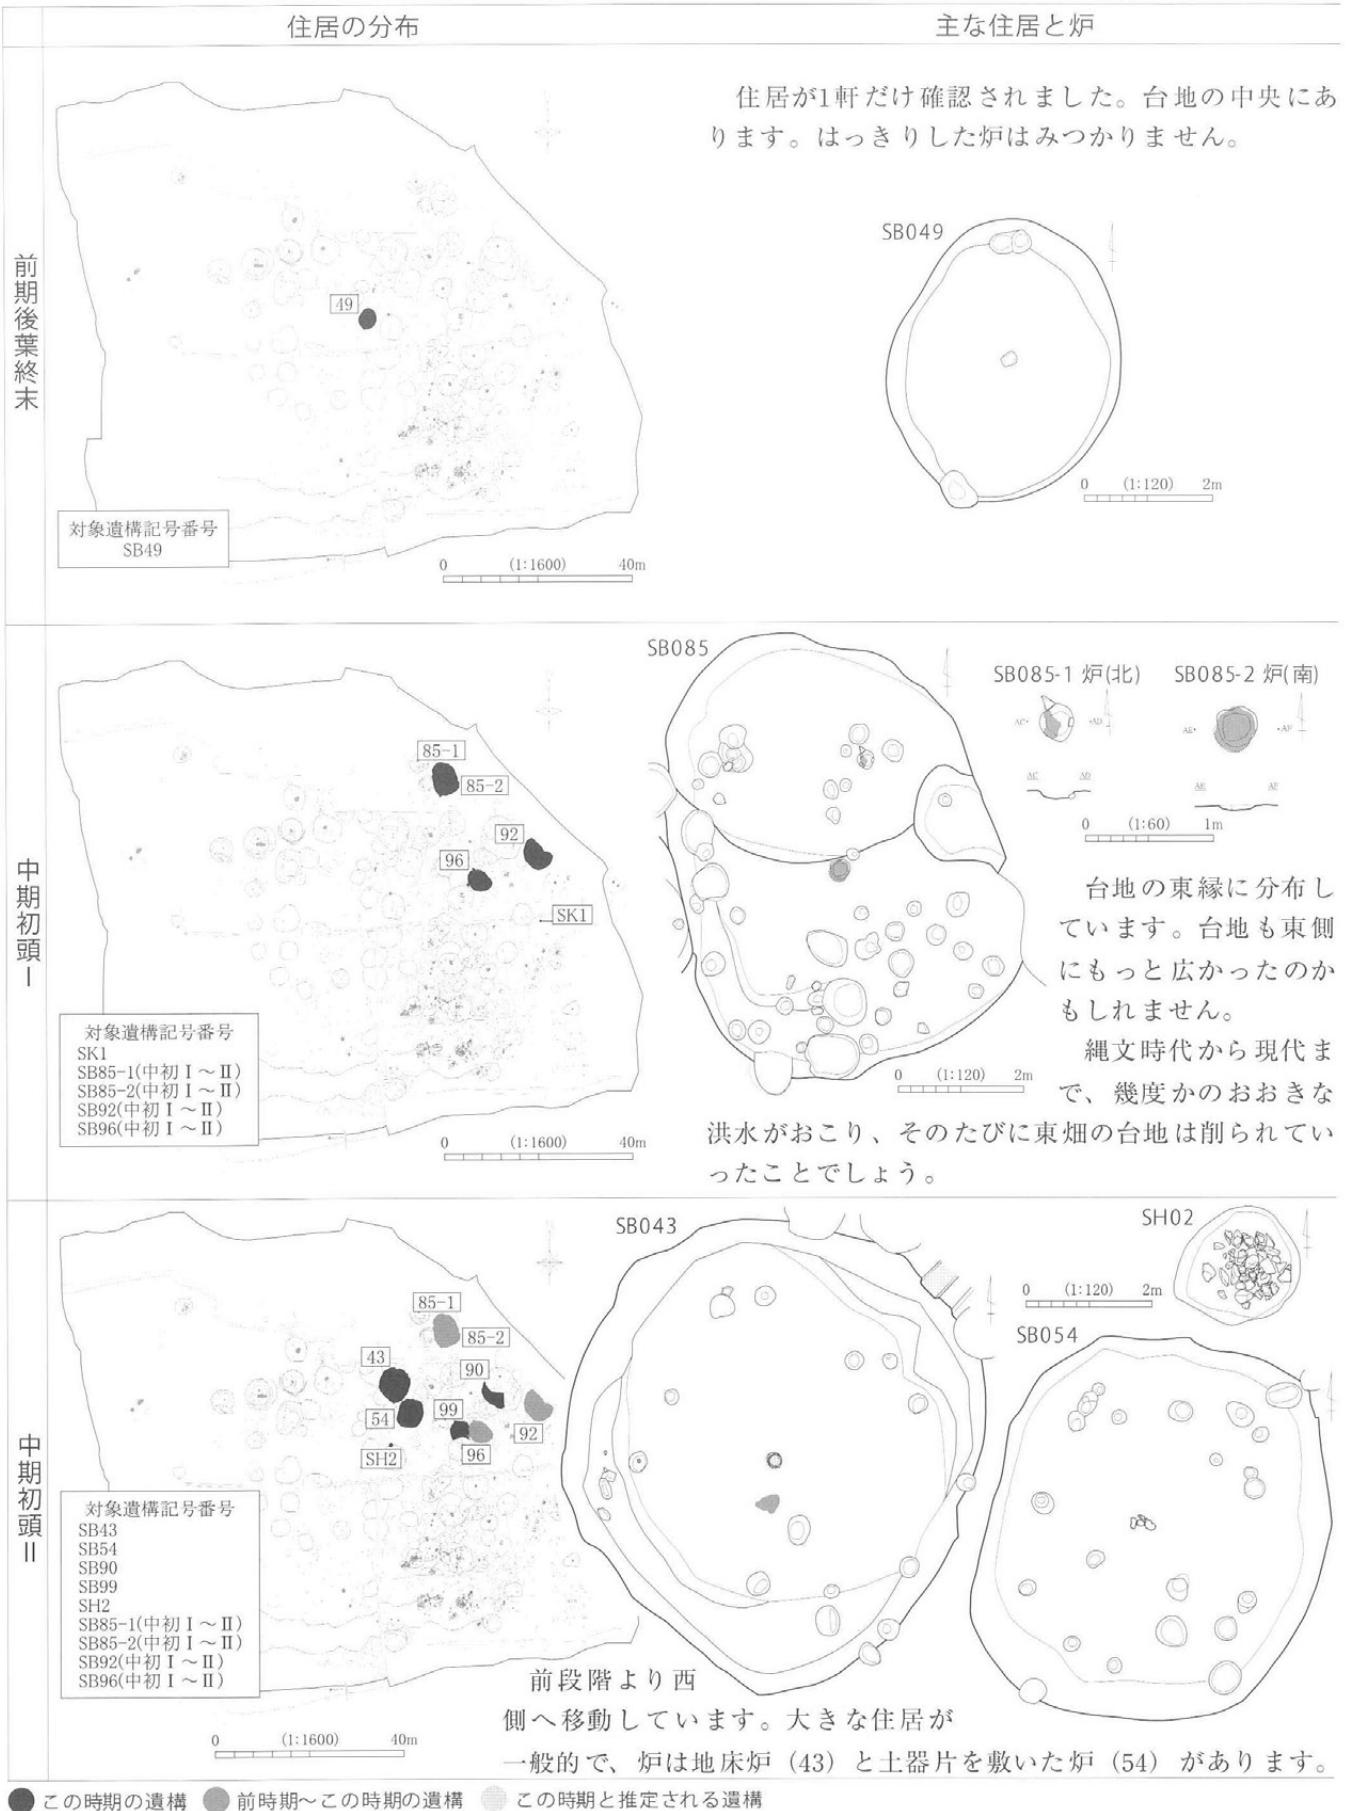 住居の分布
主な住居と炉
前期後葉終末
49
対象遺構記号番号
SB49
0 (1:1600) 40m
住居が1軒だけ確認されました。台地の中央にあ
ります。はっきりした炉はみつかりません。
SB049
0 (1:120) 2m
中期初頭Ⅰ
85-1
85-2
92
96
SK1
対象遺構記号番号
SK1
SB85-1(中初Ⅰ～Ⅱ)
SB85-2(中初Ⅰ～Ⅱ)
SB92(中初Ⅰ～Ⅱ)
SB96(中初Ⅰ～Ⅱ)
0 (1:1600) 40m
SB085
0 (1:120) 2m
SB085-1 炉(北)
AC AD
AC AD
SB085-2 炉(南)
AE AF
AE AF
0 (1:60) 1m
台地の東縁に分布し
ています。台地も東側
にもっと広かったのか
もしれません。
縄文時代から現代ま
で、幾度かのおおきな
洪水がおこり、そのたびに東畑の台地は削られてい
ったことでしょう。
中期初頭Ⅱ
85-1
85-2
43
90
54
99
92
SH2
96
対象遺構記号番号
SB43
SB54
SB90
SB99
SH2
SB85-1(中初Ⅰ～Ⅱ)
SB85-2(中初Ⅰ～Ⅱ)
SB92(中初Ⅰ～Ⅱ)
SB96(中初Ⅰ～Ⅱ)
0 (1:1600) 40m
SB043
SH02
0 (1:120) 2m
SB054
前段階より西
側へ移動しています。大きな住居が
一般的で、炉は地床炉（43）と土器片を敷いた炉（54）があります。
この時期の遺構 前時期～この時期の遺構 この時期と推定される遺構